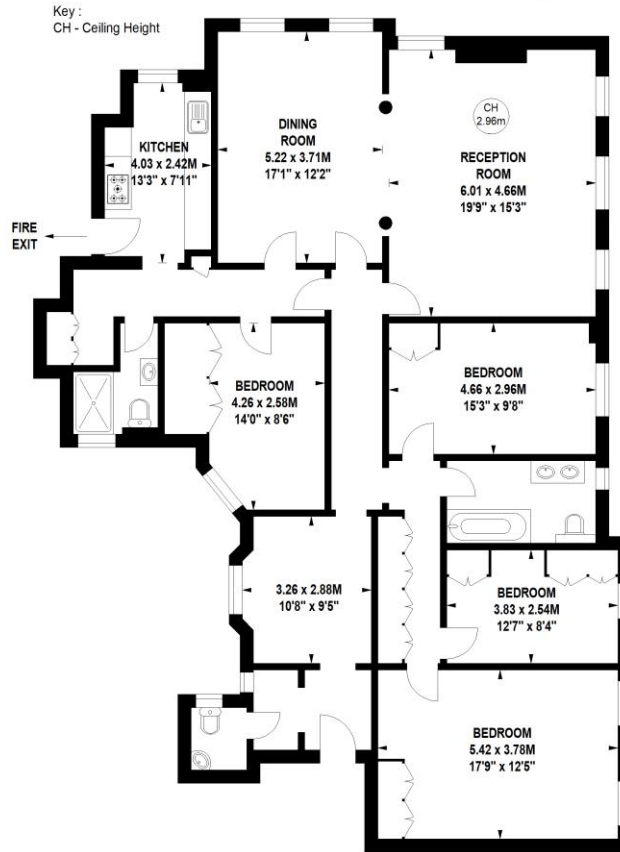 Key :
CH - Ceiling Height
KITCHEN
4.03 x 2.42M
13'3" x 7'11"
DINING
ROOM
5.22 x 3.71M
17'1" x 12'2"
CH
2.96m
RECEPTION
ROOM
6.01 x 4.66M
19'9" x 15'3"
FIRE
EXIT
BEDROOM
4.26 x 2.58M
14'0" x 8'6"
BEDROOM
4.66 x 2.96M
15'3" x 9'8"
3.26 x 2.88M
10'8" x 9'5"
BEDROOM
3.83 x 2.54M
12'7" x 8'4"
BEDROOM
5.42 x 3.78M
17'9" x 12'5"